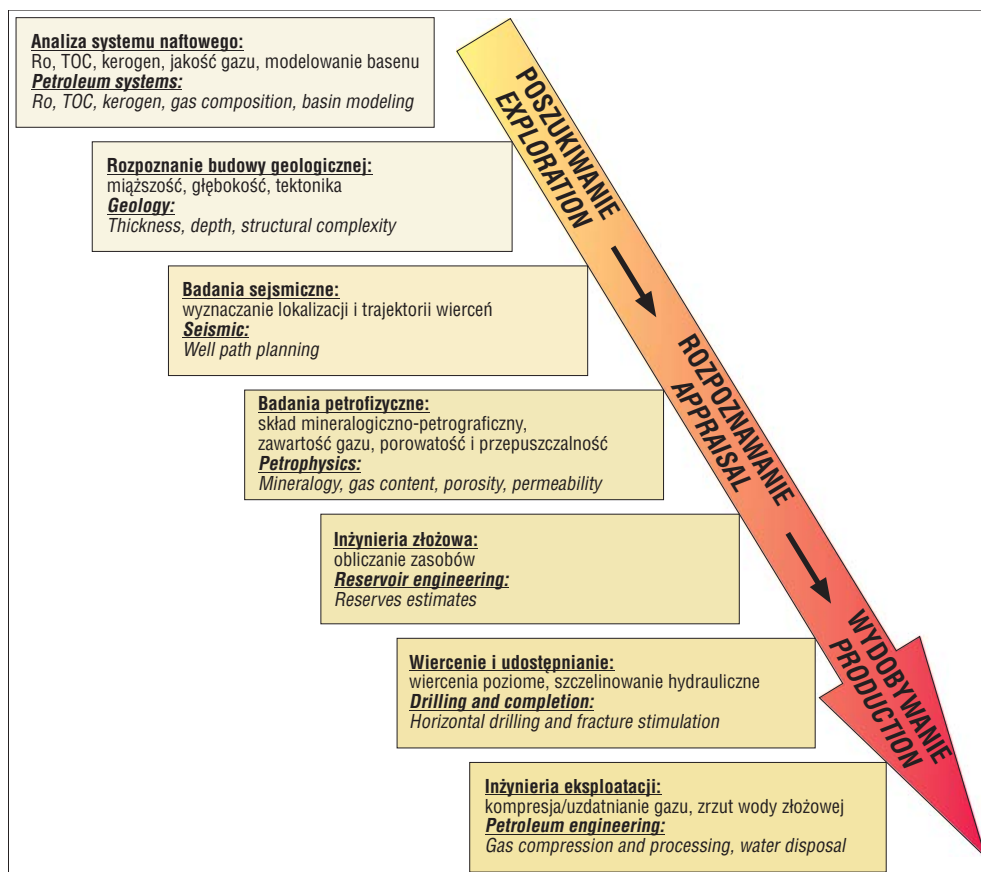 Analiza systemu naftowego:
Ro, TOC, kerogen, jakość gazu, modelowanie basenu
Petroleum systems:
Ro, TOC, kerogen, gas composition, basin modeling
Rozpoznanie budowy geologicznej:
miąższość, głębokość, tektonika
Geology:
Thickness, depth, structural complexity
Badania sejsmiczne:
wyznaczanie lokalizacji i trajektorii wierceń
Seismic:
Well path planning
Badania petrofizyczne:
skład mineralogiczno-petrograficzny,
zawartość gazu, porowatość i przepuszczalność
Petrophysics:
Mineralogy, gas content, porosity, permeability
Inżynieria złożowa:
obliczanie zasobów
Reservoir engineering:
Reserves estimates
Wiercenie i udostępnianie:
wiercenia poziome, szczelinowanie hydrauliczne
Drilling and completion:
Horizontal drilling and fracture stimulation
Inżynieria eksploatacji:
kompresja/uzdatnianie gazu, zrzut wody złożowej
Petroleum engineering:
Gas compression and processing, water disposal
POSZUKIWANIE
EXPLORATION
ROZPOZNAWANIE
APPRAISAL
WYDOBYWANIE
PRODUCTION